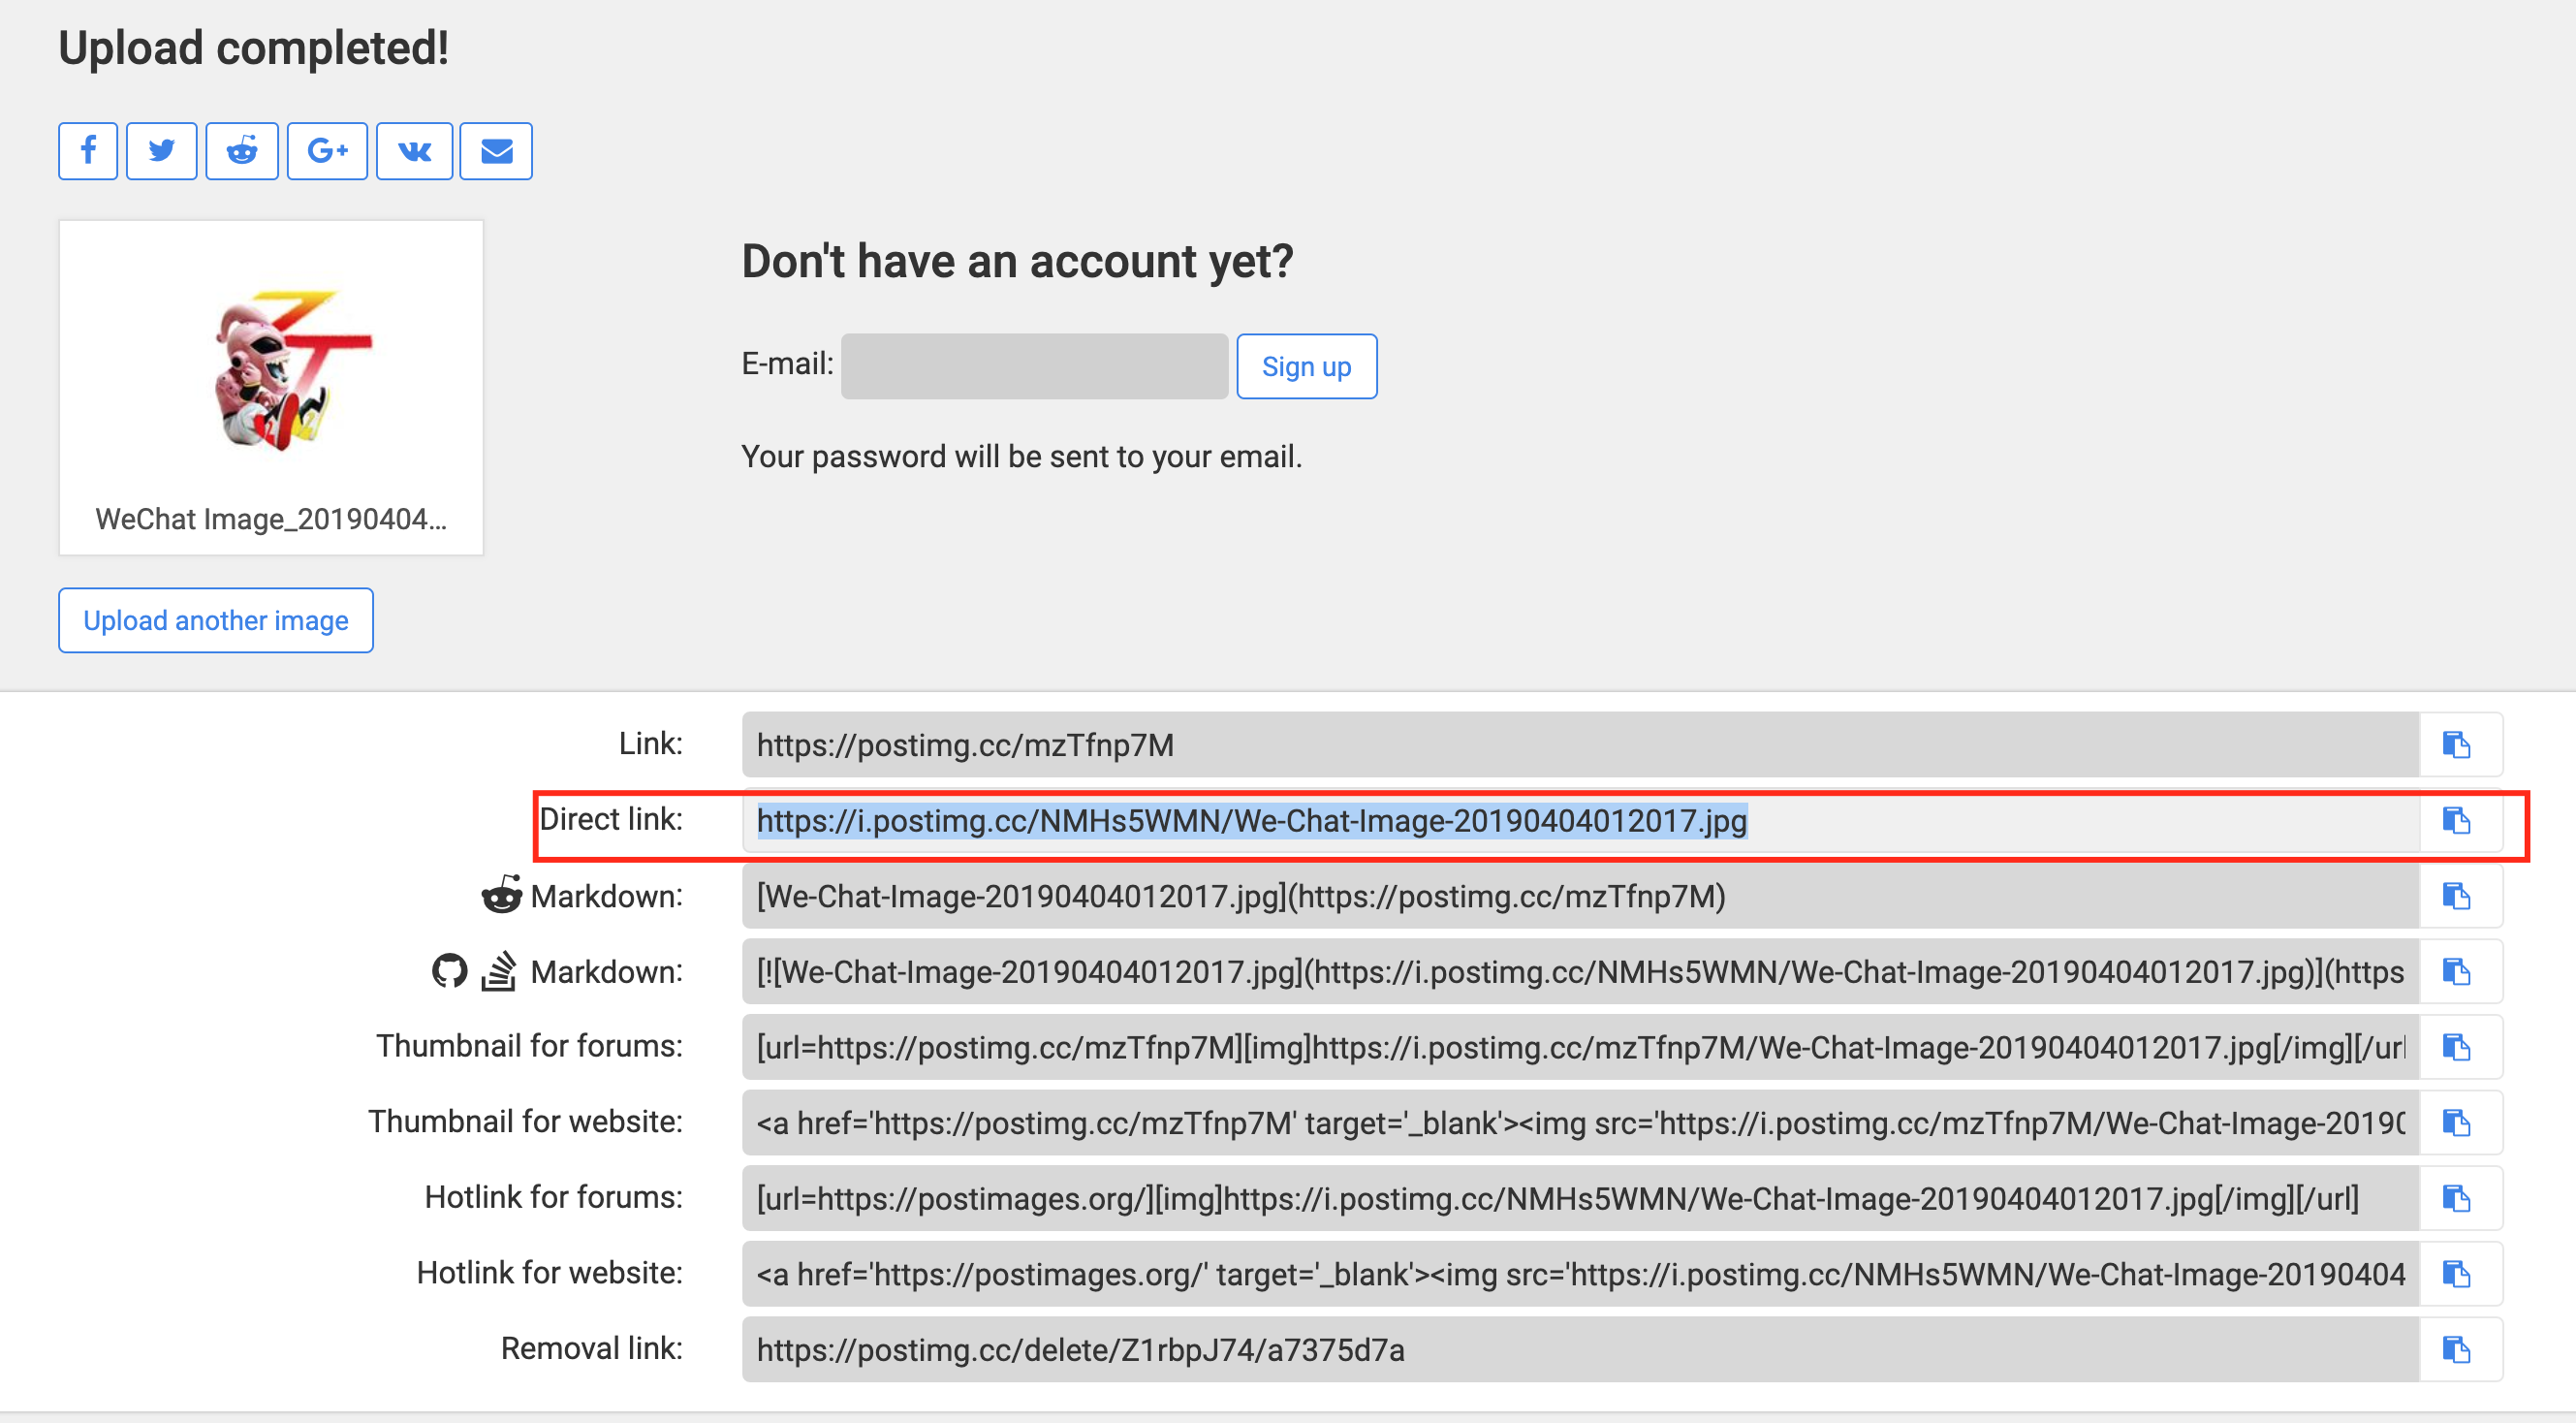 Upload completed!
G+
ZT
Don't have an account yet?
E-mail:
Sign up
Your password will be sent to your email.
WeChat Image_20190404...
Upload another image
Link: https://postimg.cc/mzTfnp7M
Direct link: https://i.postimg.cc/NMHs5WMN/We-Chat-Image-20190404012017.jpg
Markdown: [We-Chat-Image-20190404012017.jpg](https://postimg.cc/mzTfnp7M)
Markdown: [![We-Chat-Image-20190404012017.jpg](https://i.postimg.cc/NMHs5WMN/We-Chat-Image-20190404012017.jpg)](https
Thumbnail for forums: [url=https://postimg.cc/mzTfnp7M][img]https://i.postimg.cc/mzTfnp7M/We-Chat-Image-20190404012017.jpg[/img][/url
Thumbnail for website: <a href='https://postimg.cc/mzTfnp7M' target='_blank'><img src='https://i.postimg.cc/mzTfnp7M/We-Chat-Image-20190
Hotlink for forums: [url=https://postimages.org/][img]https://i.postimg.cc/NMHs5WMN/We-Chat-Image-20190404012017.jpg[/img][/url]
Hotlink for website: <a href='https://postimages.org/' target='_blank'><img src='https://i.postimg.cc/NMHs5WMN/We-Chat-Image-20190404
Removal link: https://postimg.cc/delete/Z1rbpJ74/a7375d7a